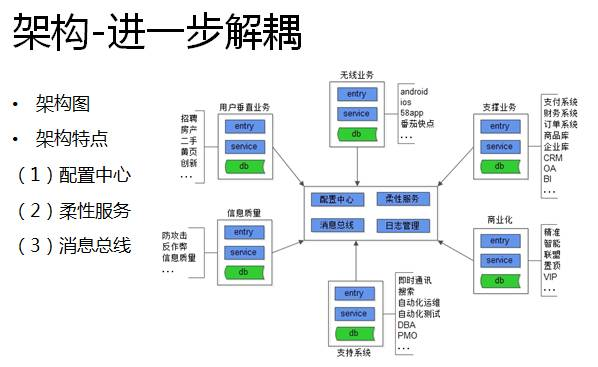 架构-进一步解耦
• 架构图
• 架构特点
（1）配置中心
（2）柔性服务
（3）消息总线
用户垂直业务
招聘
房产
二手
黄页
创新
...
entry
service
db
无线业务
entry
service
db
android
ios
58app
番茄快点
...
支撑业务
entry
service
db
支付系统
财务系统
订单系统
商品库
企业库
CRM
OA
BI
...
配置中心
柔性服务
消息总线
日志管理
信息质量
防攻击
反作弊
信息质量
...
entry
service
db
支持系统
entry
service
db
即时通讯
搜索
自动化运维
自动化测试
DBA
PMO
...
商业化
entry
service
db
精准
智能
联盟
置顶
VIP
...